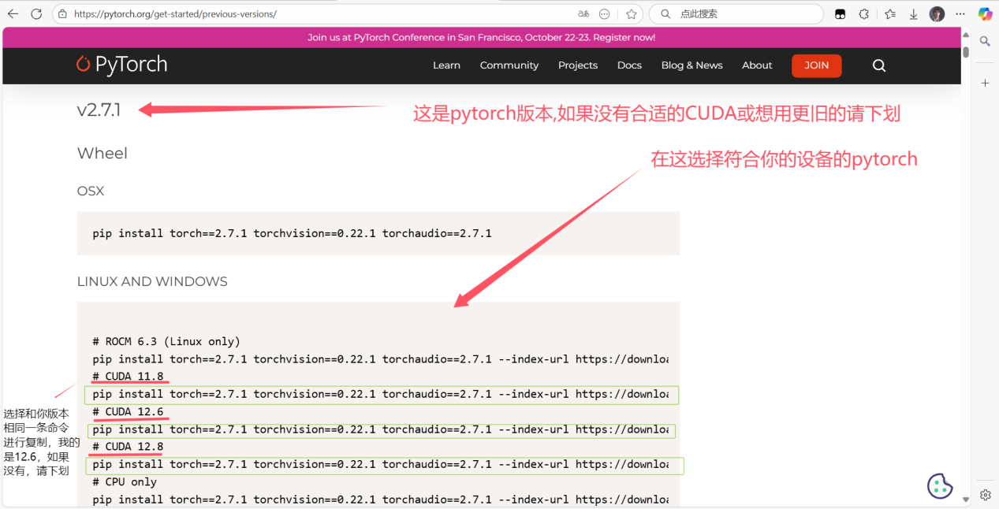 https://pytorch.org/get-started/previous-versions/
点此搜索
Join us at PyTorch Conference in San Francisco, October 22-23. Register now!
PyTorch
Learn Community Projects Docs Blog & News About JOIN
v2.7.1
这是pytorch版本,如果没有合适的CUDA或想用更旧的请下划
Wheel
在这选择符合你的设备的pytorch
OSX
pip install torch==2.7.1 torchvision==0.22.1 torchaudio==2.7.1
LINUX AND WINDOWS
# ROCM 6.3 (Linux only)
pip install torch==2.7.1 torchvision==0.22.1 torchaudio==2.7.1 --index-url https://downloa
# CUDA 11.8
pip install torch==2.7.1 torchvision==0.22.1 torchaudio==2.7.1 --index-url https://downloa
# CUDA 12.6
pip install torch==2.7.1 torchvision==0.22.1 torchaudio==2.7.1 --index-url https://downloa
# CUDA 12.8
pip install torch==2.7.1 torchvision==0.22.1 torchaudio==2.7.1 --index-url https://downloa
# CPU only
pip install torch==2.7.1 torchvision==0.22.1 torchaudio==2.7.1 --index-url https://downloa
选择和你版本
相同一条命令
进行复制，我的
是12.6，如果
没有，请下划